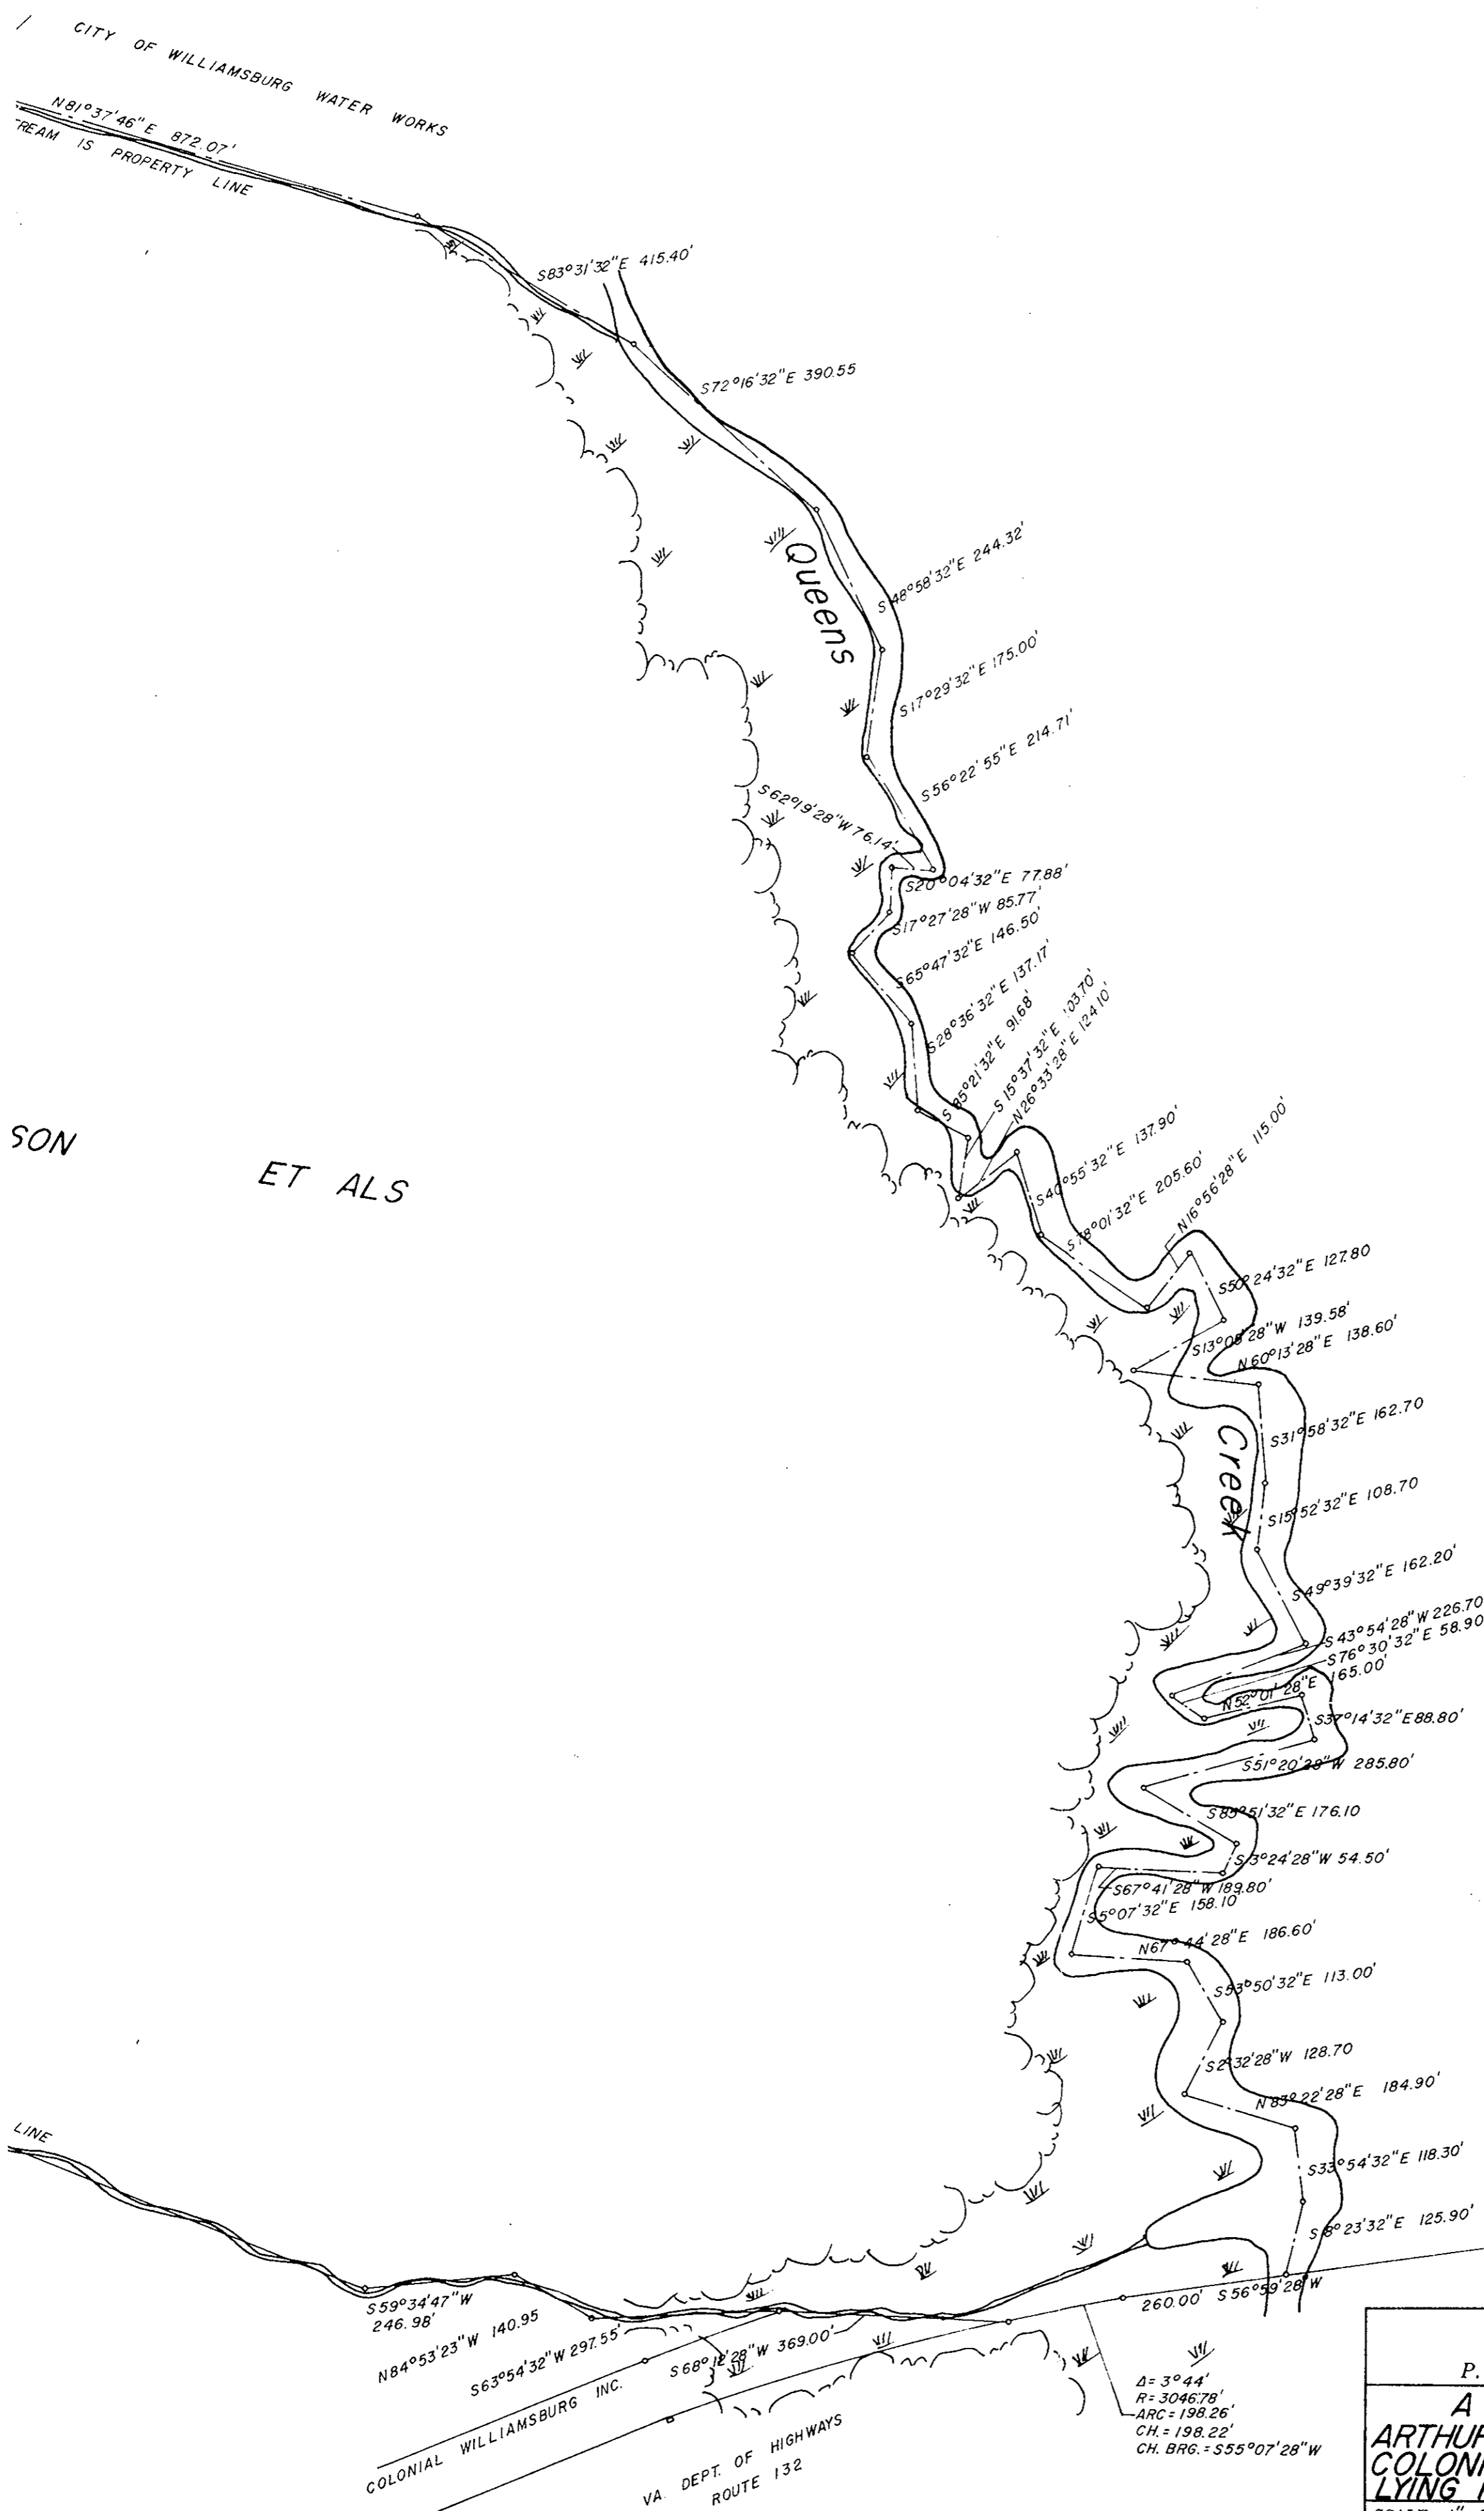 CITY OF WILLIAMSBURG WATER WORKS
N81°37'46"E 872.07'
REAM IS PROPERTY LINE
S83°31'32"E 415.40'
S72°16'32"E 390.55
Queens
S48°58'32"E 244.32'
S17°29'32"E 175.00'
S56°22'55"E 214.71'
S62°19'28"W 76.14'
S20°04'32"E 77.88'
S17°27'28"W 85.77'
S65°47'32"E 146.50'
S28°36'32"E 137.17'
S85°21'32"E 91.68'
S15°37'32"E 103.70'
N26°33'28"E 124.10'
SON
ET ALS
S40°55'32"E 137.90'
S78°01'32"E 205.60'
N16°56'28"E 115.00'
S50°24'32"E 127.80
S13°05'28"W 139.58'
N60°13'28"E 138.60'
S31°58'32"E 162.70
Creek
S15°52'32"E 108.70
S49°39'32"E 162.20'
S43°54'28"W 226.70
S76°30'32"E 58.90
N52°01'28"E 165.00'
S37°14'32"E 88.80'
S51°20'28"W 285.80'
S85°51'32"E 176.10
S3°24'28"W 54.50'
S67°41'28"W 189.80'
S5°07'32"E 158.10'
N67°44'28"E 186.60'
S53°50'32"E 113.00'
S2°32'28"W 128.70
N83°22'28"E 184.90'
LINE
S33°54'32"E 118.30'
S8°23'32"E 125.90'
S59°34'47"W
246.98'
260.00' S56°59'28"W
N84°53'23"W 140.95
S63°54'32"W 297.55'
S68°12'28"W 369.00'
COLONIAL WILLIAMSBURG INC.
VA. DEPT. OF HIGHWAYS
ROUTE 132
Δ= 3°44'
R= 3046.78'
ARC = 198.26'
CH. = 198.22'
CH. BRG. = S55°07'28"W
P.
A
ARTHUR
COLONI
LYING